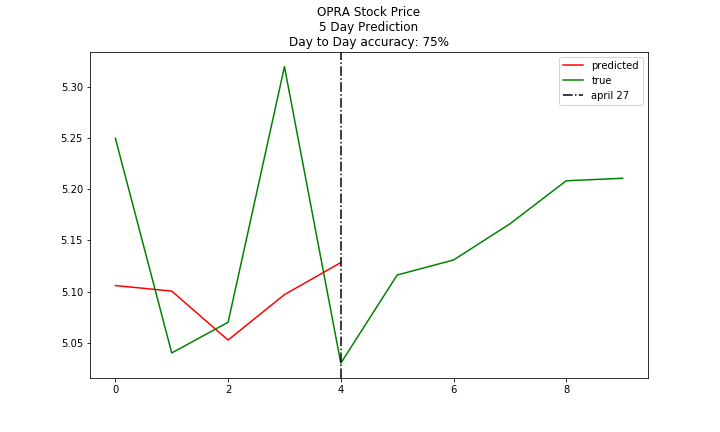 OPRA Stock Price
5 Day Prediction
Day to Day accuracy: 75%
predicted
true
april 27
5.30
5.25
5.20
5.15
5.10
5.05
0 2 4 6 8